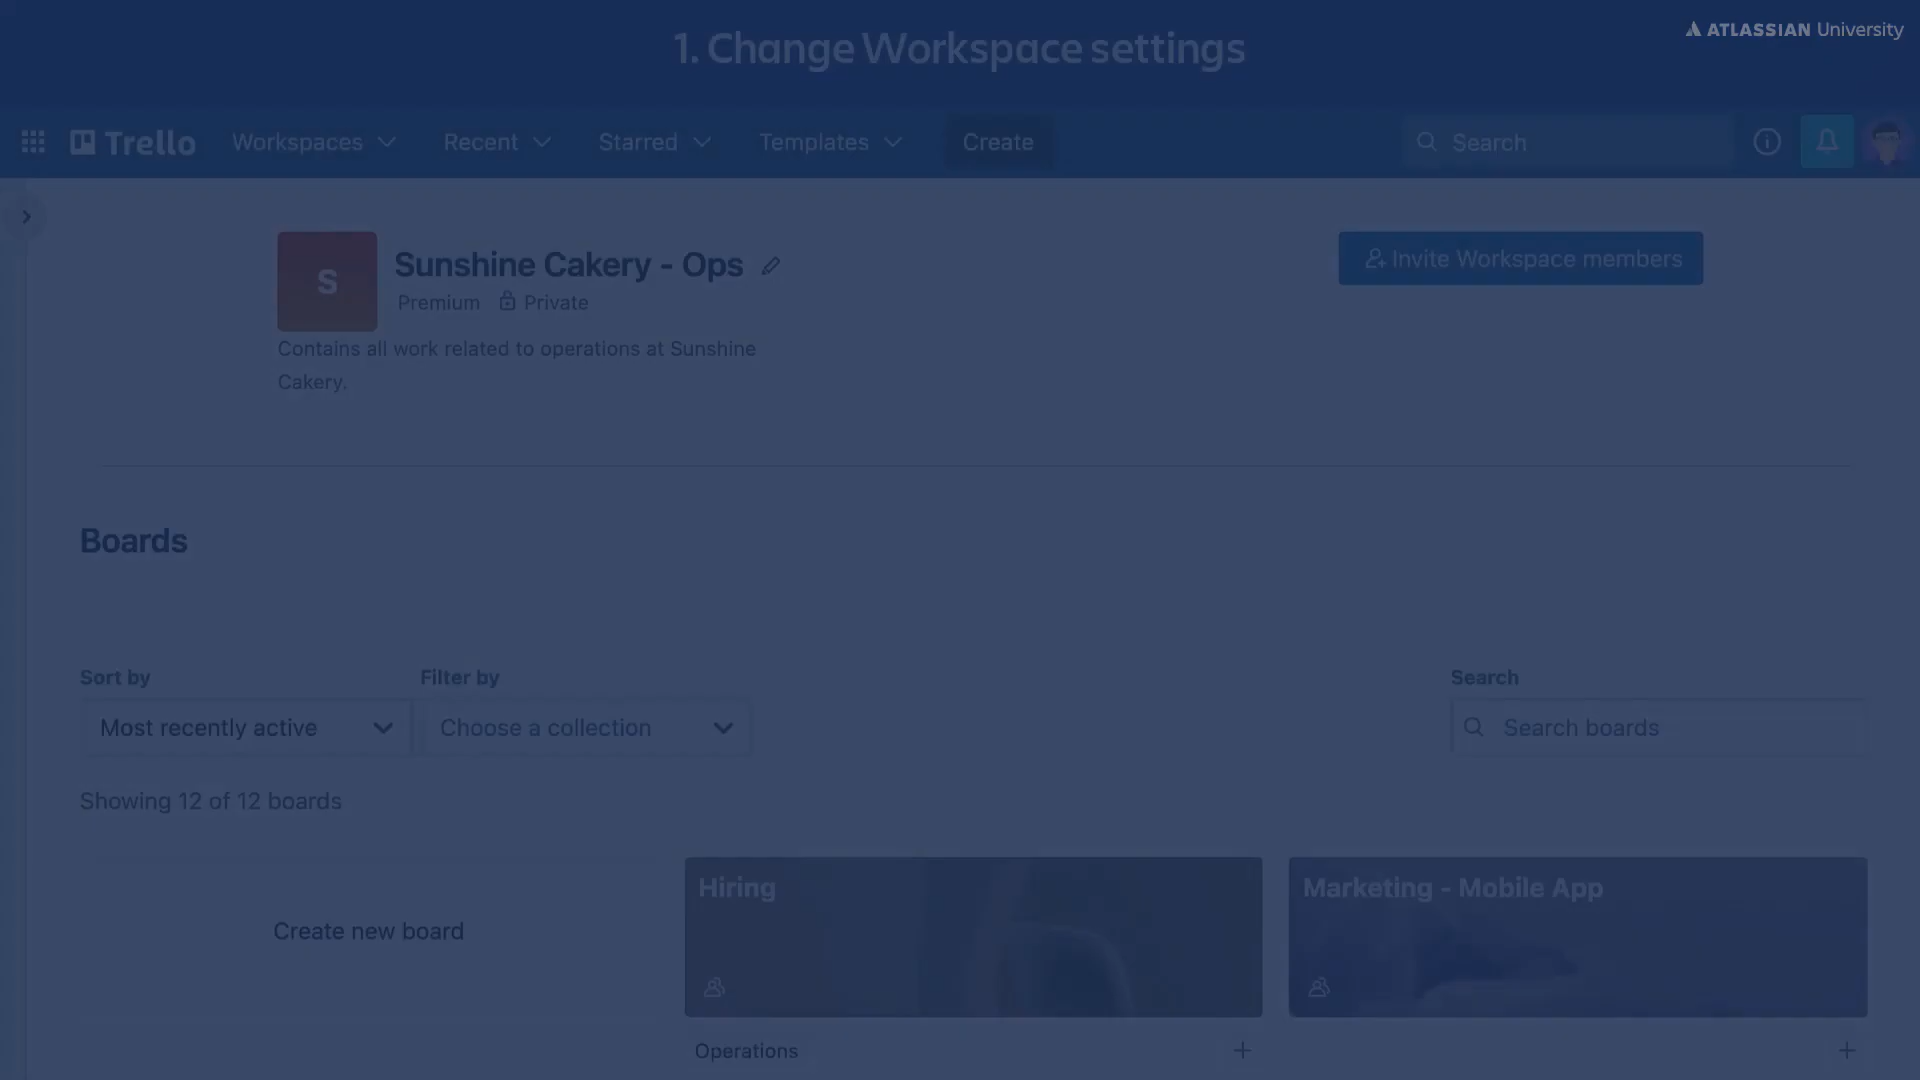 ATLASSIAN University
1. Change Workspace settings
Trello Workspaces Recent Starred Templates Create Search
S
Sunshine Cakery - Ops
Invite Workspace members
Premium Private
Contains all work related to operations at Sunshine
Cakery.
Boards
Sort by Filter by Search
Most recently active Choose a collection Search boards
Showing 12 of 12 boards
Hiring Marketing - Mobile App
Create new board
Operations